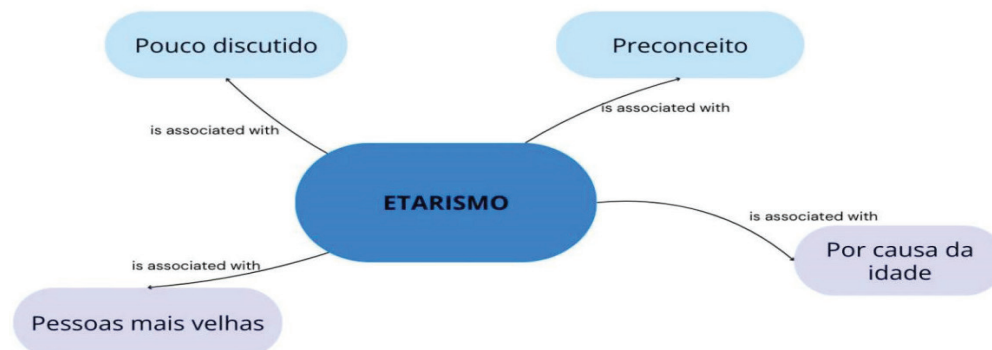 Pouco discutido
Preconceito
is associated with
is associated with
ETARISMO
is associated with
is associated with
Por causa da
idade
Pessoas mais velhas